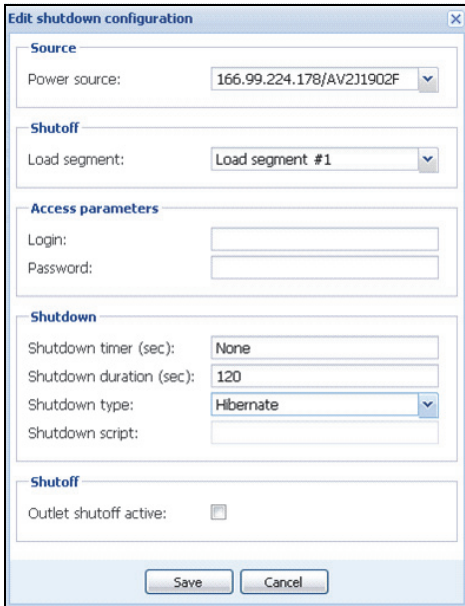 Edit shutdown configuration
Source
Power source: 166.99.224.178/AV2J1902F
Shutoff
Load segment: Load segment #1
Access parameters
Login:
Password:
Shutdown
Shutdown timer (sec): None
Shutdown duration (sec): 120
Shutdown type: Hibernate
Shutdown script:
Shutoff
Outlet shutoff active:
Save Cancel